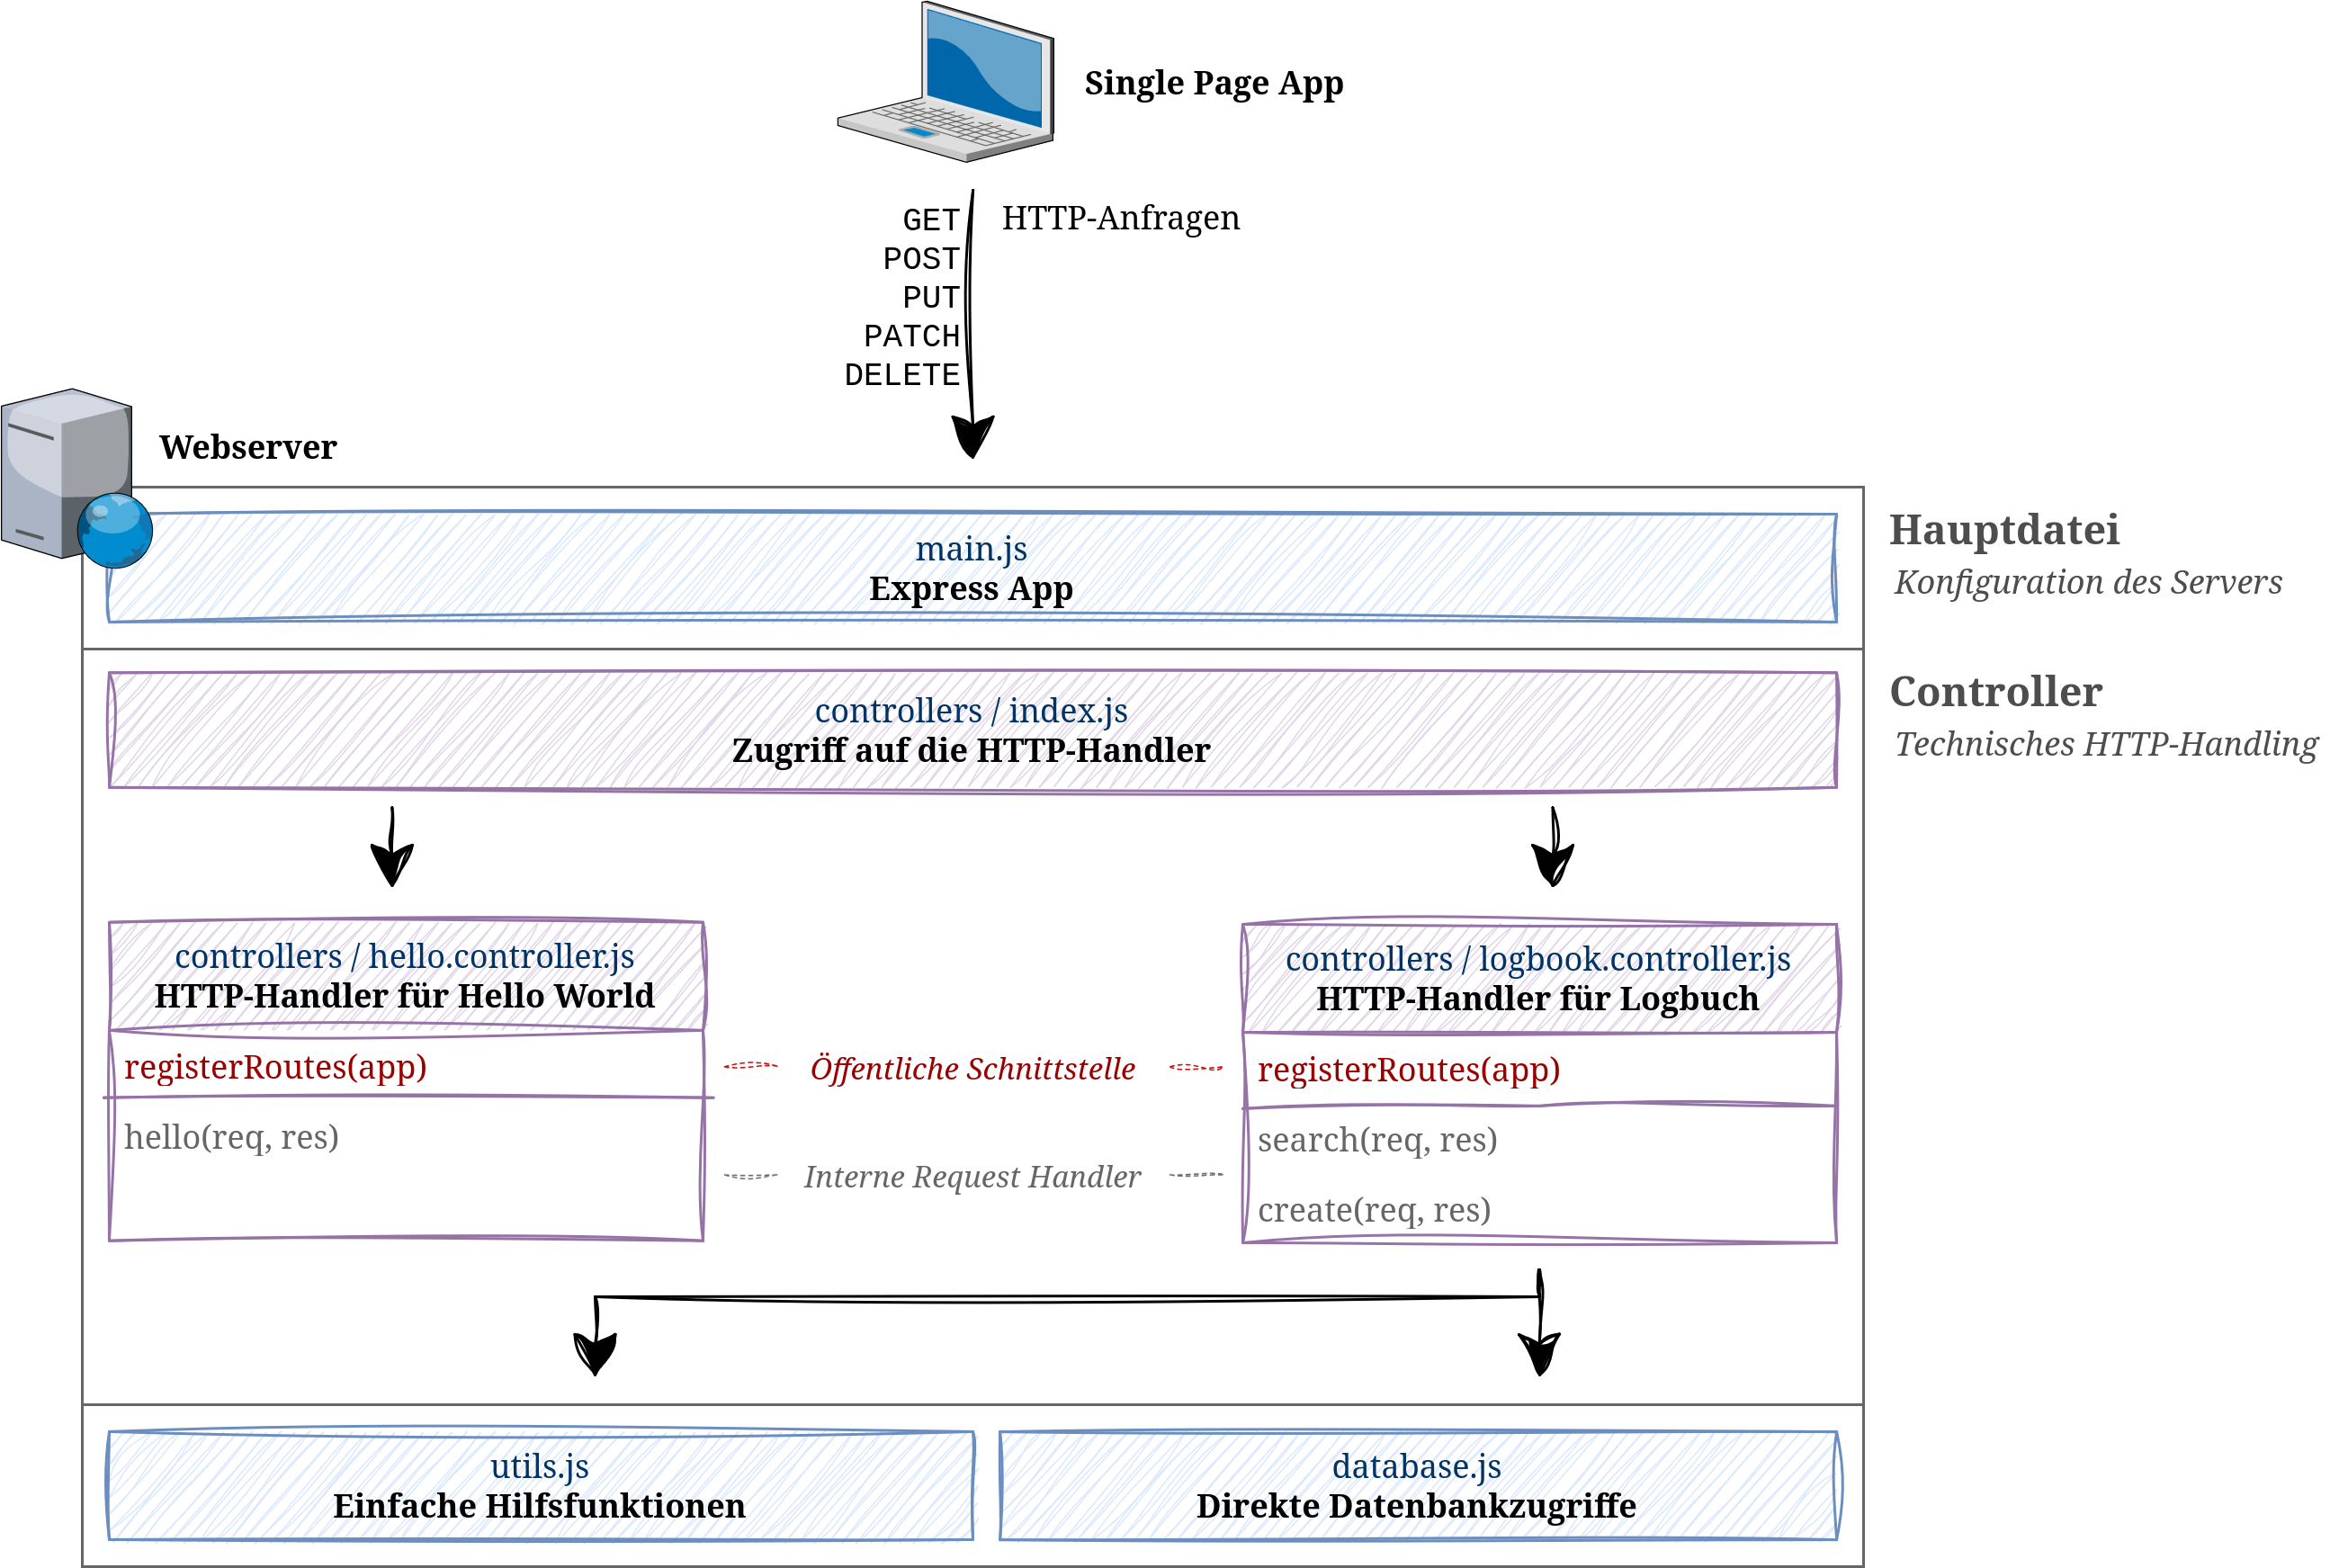 Single Page App
HTTP-Anfragen
GET
POST
PUT
PATCH
DELETE
Webserver
main.js
Express App
Hauptdatei
Konfiguration des Servers
controllers / index.js
Zugriff auf die HTTP-Handler
Controller
Technisches HTTP-Handling
controllers / hello.controller.js
HTTP-Handler für Hello World
registerRoutes(app)
hello(req, res)
Öffentliche Schnittstelle
Interne Request Handler
controllers / logbook.controller.js
HTTP-Handler für Logbuch
registerRoutes(app)
search(req, res)
create(req, res)
utils.js
Einfache Hilfsfunktionen
database.js
Direkte Datenbankzugriffe